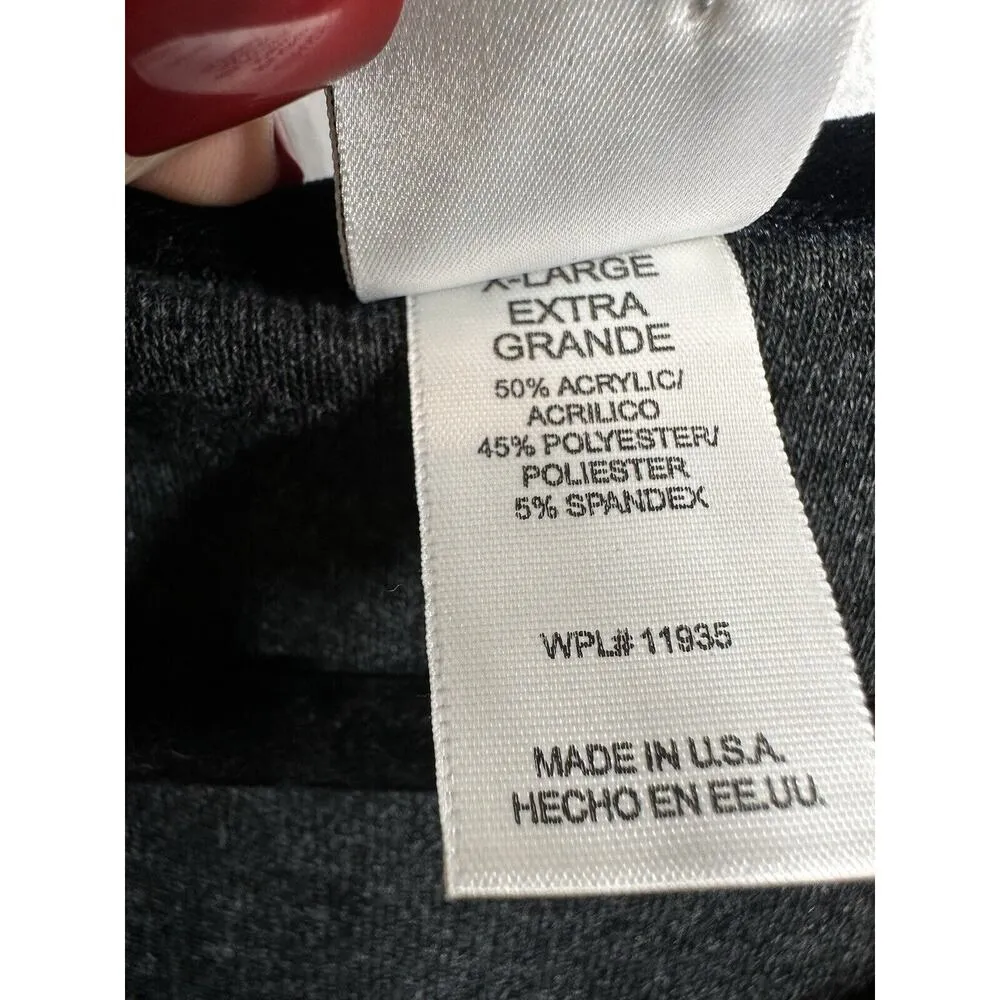 X-LARGE
EXTRA
GRANDE
50% ACRYLIC/
ACRILICO
45% POLYESTER/
POLIESTER
5% SPANDEX
WPL# 11935
MADE IN U.S.A.
HECHO EN EE.UU.